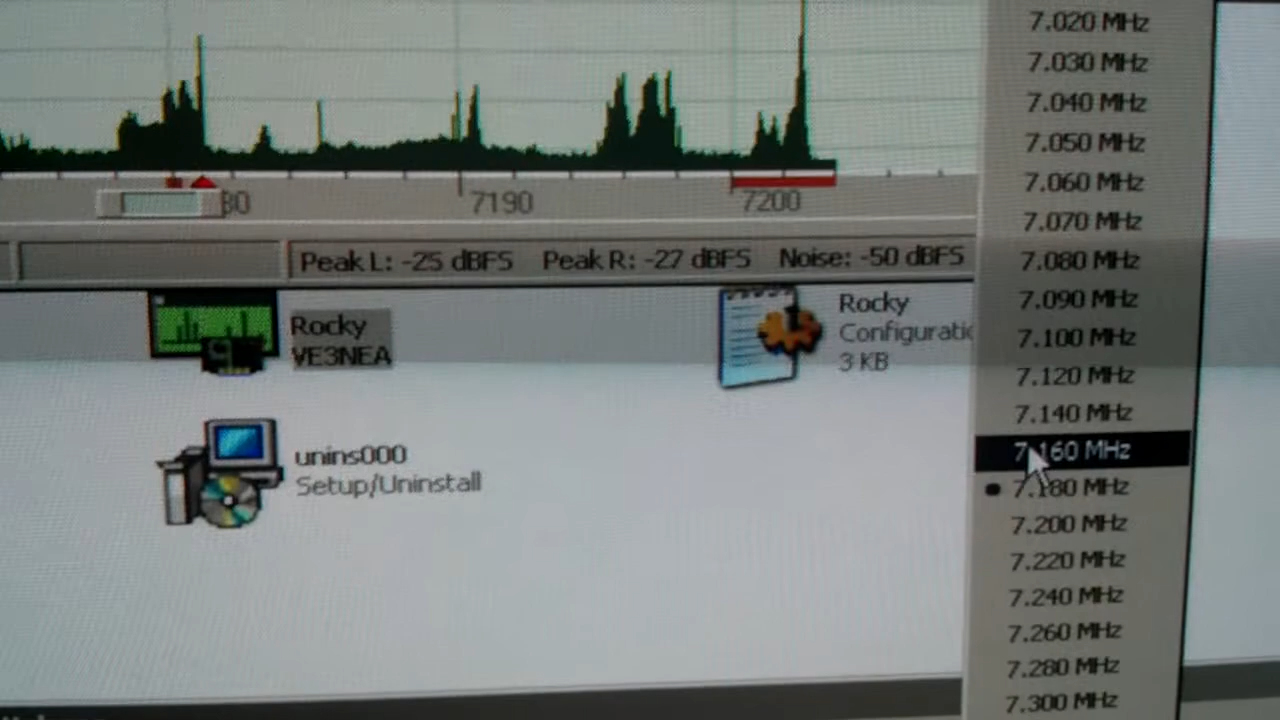 80
7190
7200
Peak L: -25 dBFS
Peak R: -27 dBFS
Noise: -50 dBFS
Rocky
VE3NEA
Rocky
3 KB
unins000
Setup/Uninstall
7.020 MHz
7.030 MHz
7.040 MHz
7.050 MHz
7.060 MHz
7.070 MHz
7.080 MHz
7.090 MHz
7.100 MHz
7.120 MHz
7.140 MHz
7.160 MHz
7.180 MHz
7.200 MHz
7.220 MHz
7.240 MHz
7.260 MHz
7.280 MHz
7.300 MHz